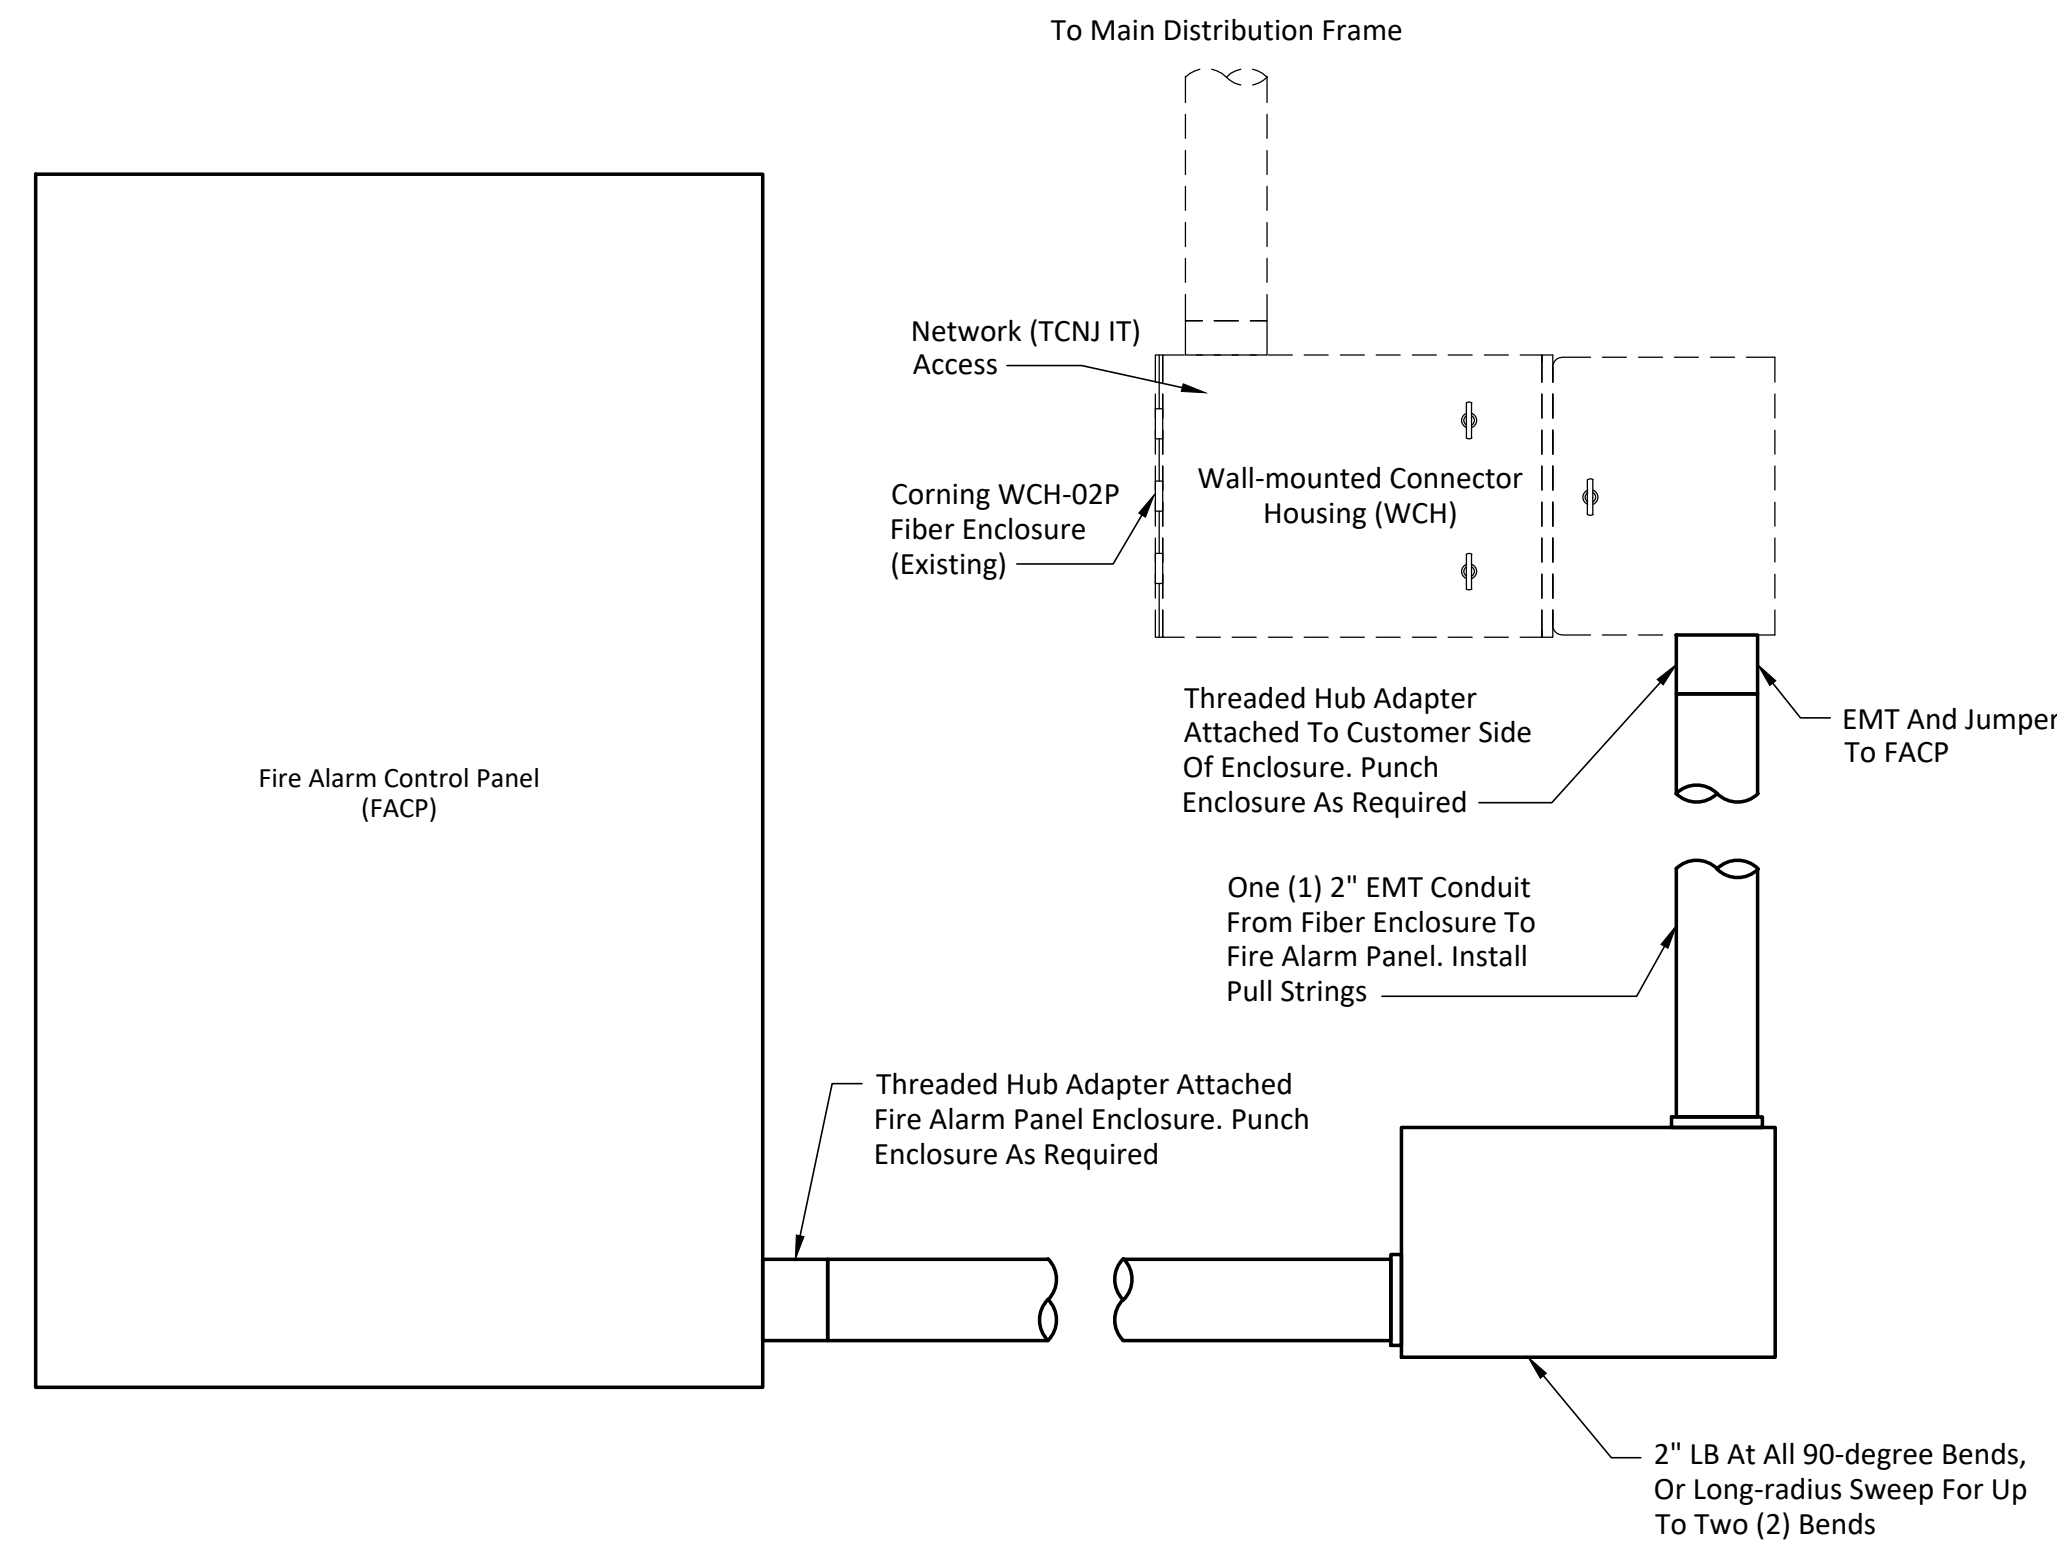 To Main Distribution Frame
Network (TCNJ IT)
Access
Corning WCH-02P
Fiber Enclosure
(Existing)
Wall-mounted Connector
Housing (WCH)
Threaded Hub Adapter
Attached To Customer Side
Of Enclosure. Punch
Enclosure As Required
EMT And Jumper
To FACP
Fire Alarm Control Panel
(FACP)
One (1) 2" EMT Conduit
From Fiber Enclosure To
Fire Alarm Panel. Install
Pull Strings
Threaded Hub Adapter Attached
Fire Alarm Panel Enclosure. Punch
Enclosure As Required
2" LB At All 90-degree Bends,
Or Long-radius Sweep For Up
To Two (2) Bends